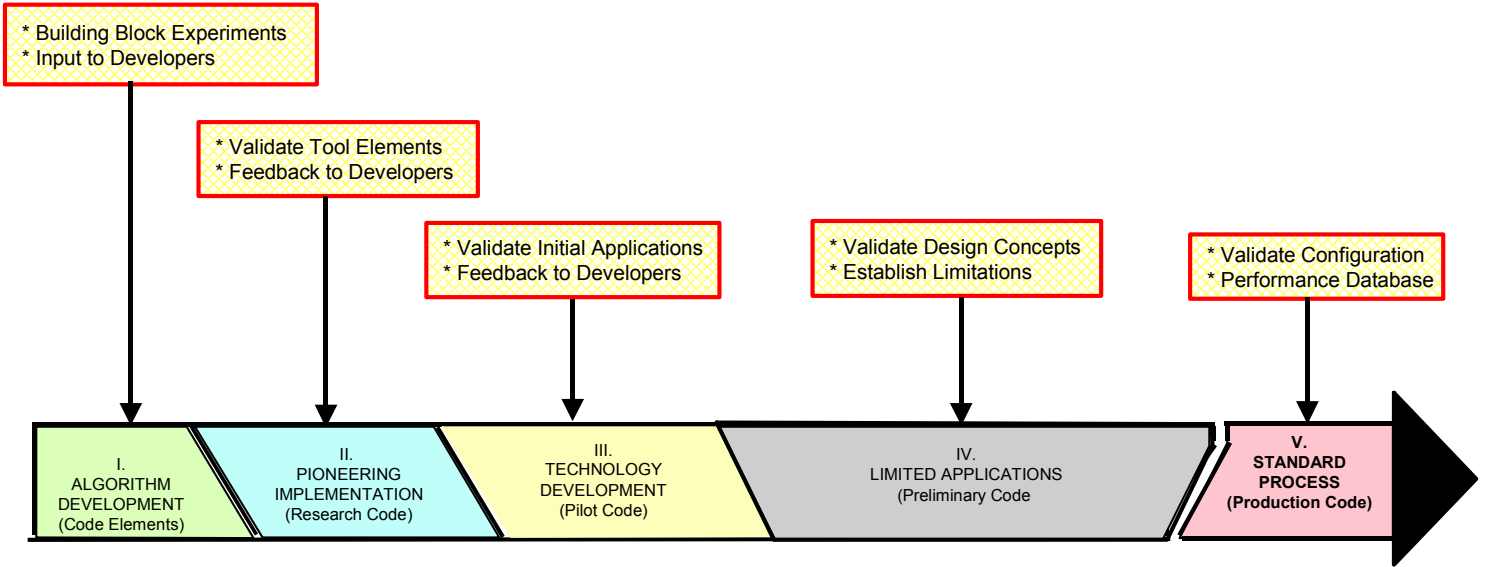 * Building Block Experiments
* Input to Developers
* Validate Tool Elements
* Feedback to Developers
* Validate Initial Applications
* Feedback to Developers
* Validate Design Concepts
* Establish Limitations
* Validate Configuration
* Performance Database
I.
ALGORITHM
DEVELOPMENT
(Code Elements)
II.
PIONEERING
IMPLEMENTATION
(Research Code)
III.
TECHNOLOGY
DEVELOPMENT
(Pilot Code)
IV.
LIMITED APPLICATIONS
(Preliminary Code
V.
STANDARD
PROCESS
(Production Code)